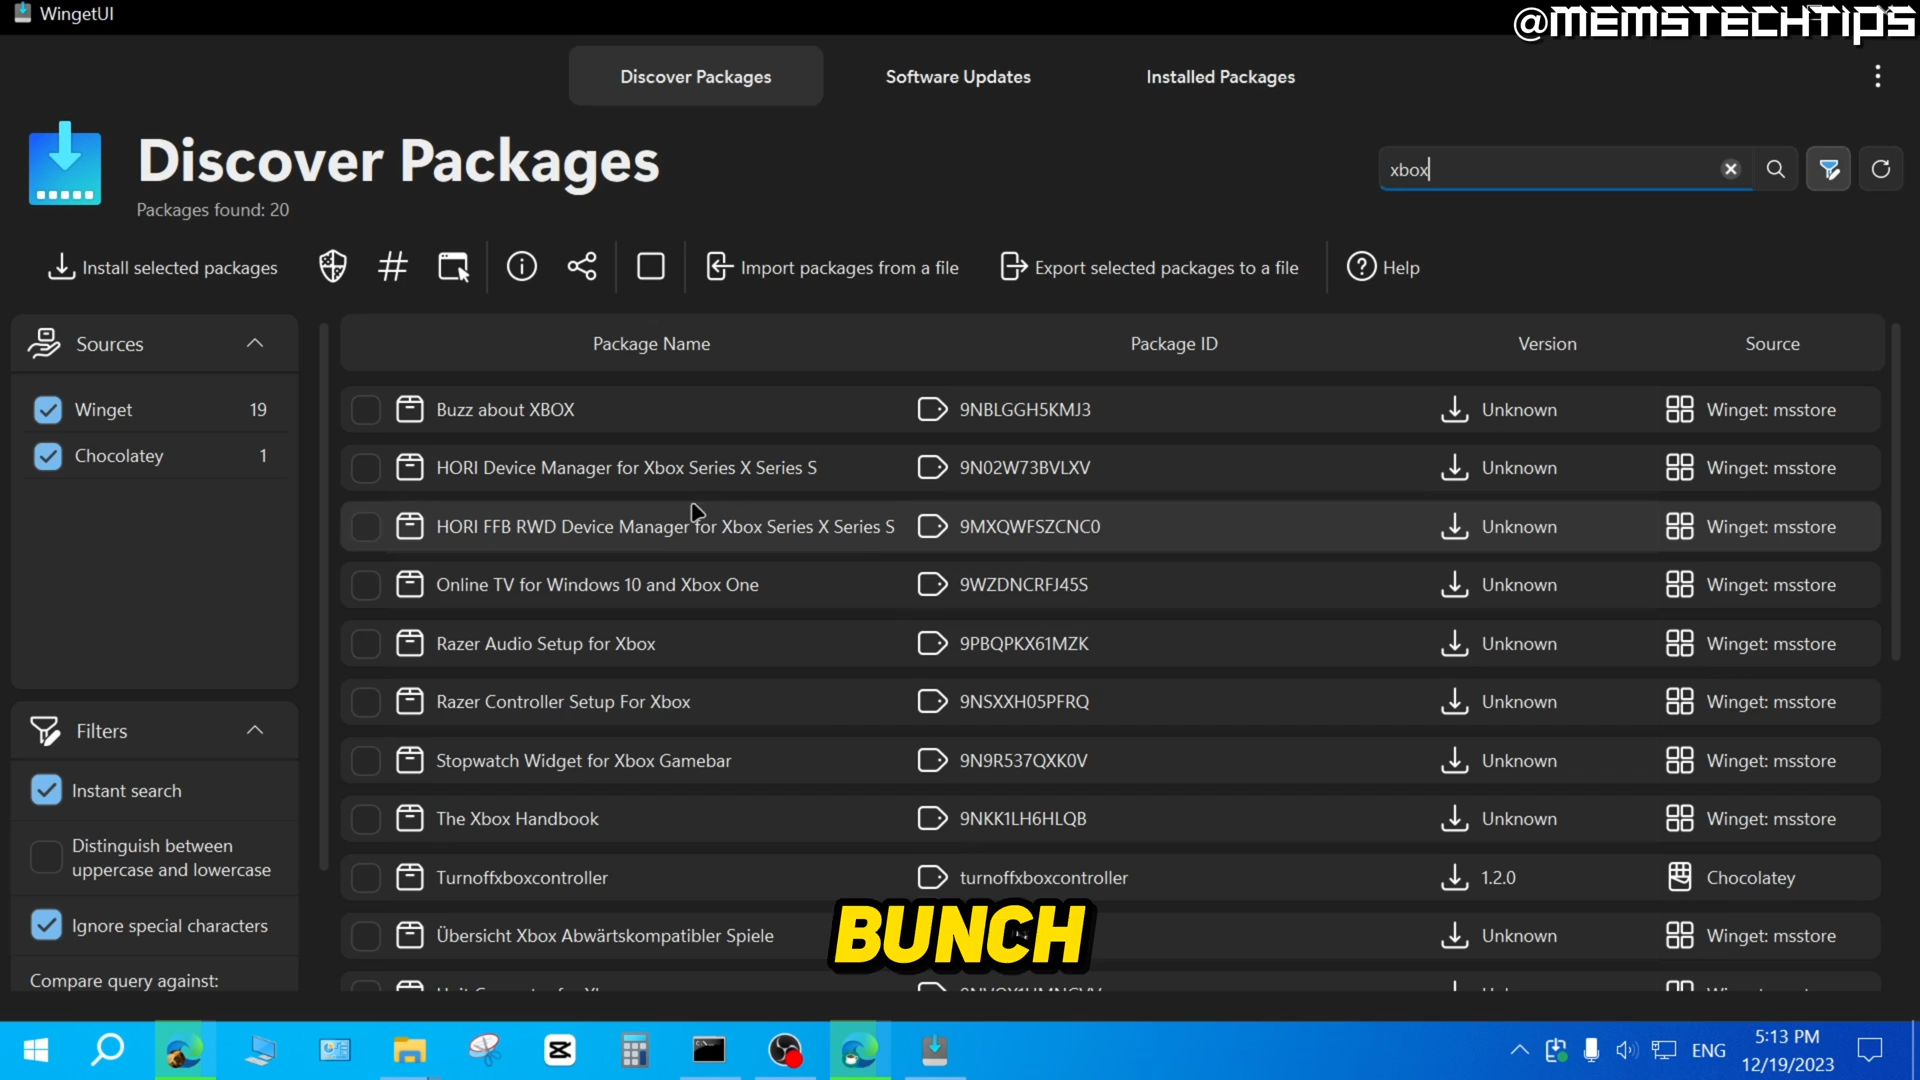 WingetUI
@MEMSTECHTIPS
Discover Packages
Software Updates
Installed Packages
Discover Packages
xbox
Packages found: 20
Install selected packages
Import packages from a file
Export selected packages to a file
Help
Sources
Package Name
Package ID
Version
Source
Winget 19
Chocolatey 1
Buzz about XBOX 9NBLGGH5KMJ3 Unknown Winget: msstore
HORI Device Manager for Xbox Series X Series S 9N02W73BVLXV Unknown Winget: msstore
HORI FFB RWD Device Manager for Xbox Series X Series S 9MXQWFSZCNC0 Unknown Winget: msstore
Online TV for Windows 10 and Xbox One 9WZDNCRFJ45S Unknown Winget: msstore
Razer Audio Setup for Xbox 9PBQPKX61MZK Unknown Winget: msstore
Razer Controller Setup For Xbox 9NSXXH05PFRQ Unknown Winget: msstore
Stopwatch Widget for Xbox Gamebar 9N9R537QXK0V Unknown Winget: msstore
The Xbox Handbook 9NKK1LH6HLQB Unknown Winget: msstore
Turnoffxboxcontroller turnoffxboxcontroller 1.2.0 Chocolatey
Übersicht Xbox Abwärtskompatibler Spiele Unknown Winget: msstore
Filters
Instant search
Distinguish between
uppercase and lowercase
Ignore special characters
Compare query against:
BUNCH
ENG
5:13 PM
12/19/2023